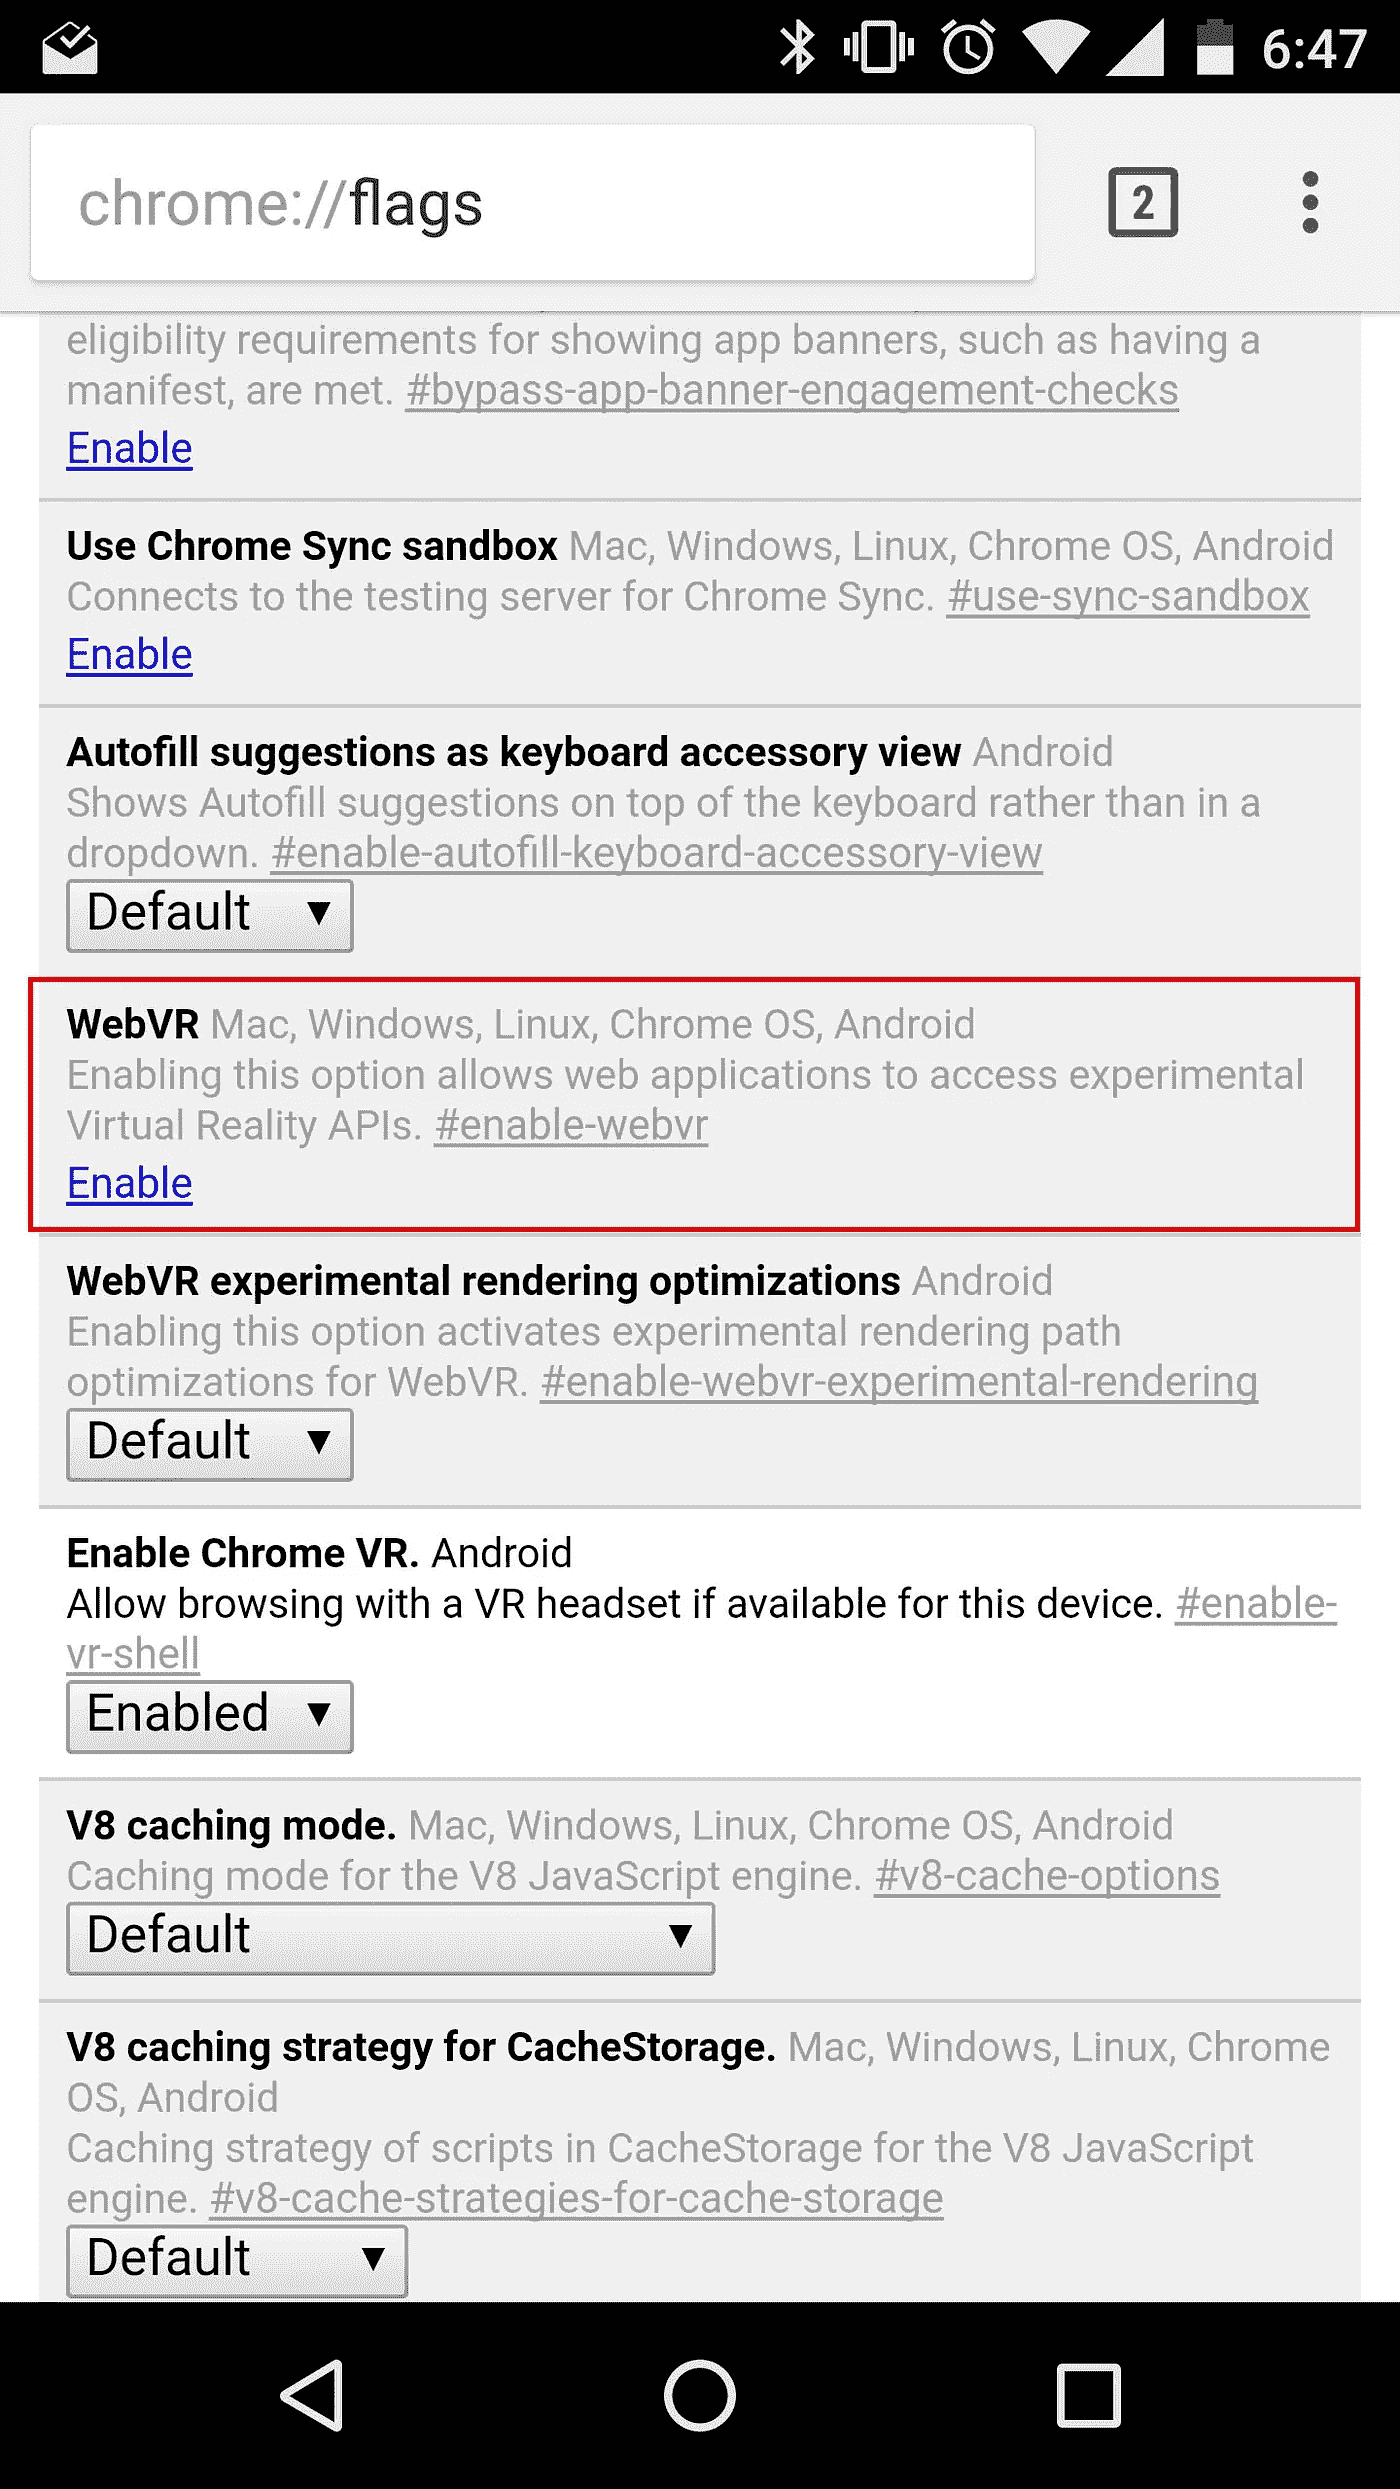 6:47
chrome://flags
2
eligibility requirements for showing app banners, such as having a
manifest, are met. #bypass-app-banner-engagement-checks
Enable
Use Chrome Sync sandbox Mac, Windows, Linux, Chrome OS, Android
Connects to the testing server for Chrome Sync. #use-sync-sandbox
Enable
Autofill suggestions as keyboard accessory view Android
Shows Autofill suggestions on top of the keyboard rather than in a
dropdown. #enable-autofill-keyboard-accessory-view
Default
WebVR Mac, Windows, Linux, Chrome OS, Android
Enabling this option allows web applications to access experimental
Virtual Reality APIs. #enable-webvr
Enable
WebVR experimental rendering optimizations Android
Enabling this option activates experimental rendering path
optimizations for WebVR. #enable-webvr-experimental-rendering
Default
Enable Chrome VR. Android
Allow browsing with a VR headset if available for this device. #enable-
vr-shell
Enabled
V8 caching mode. Mac, Windows, Linux, Chrome OS, Android
Caching mode for the V8 JavaScript engine. #v8-cache-options
Default
V8 caching strategy for CacheStorage. Mac, Windows, Linux, Chrome
OS, Android
Caching strategy of scripts in CacheStorage for the V8 JavaScript
engine. #v8-cache-strategies-for-cache-storage
Default